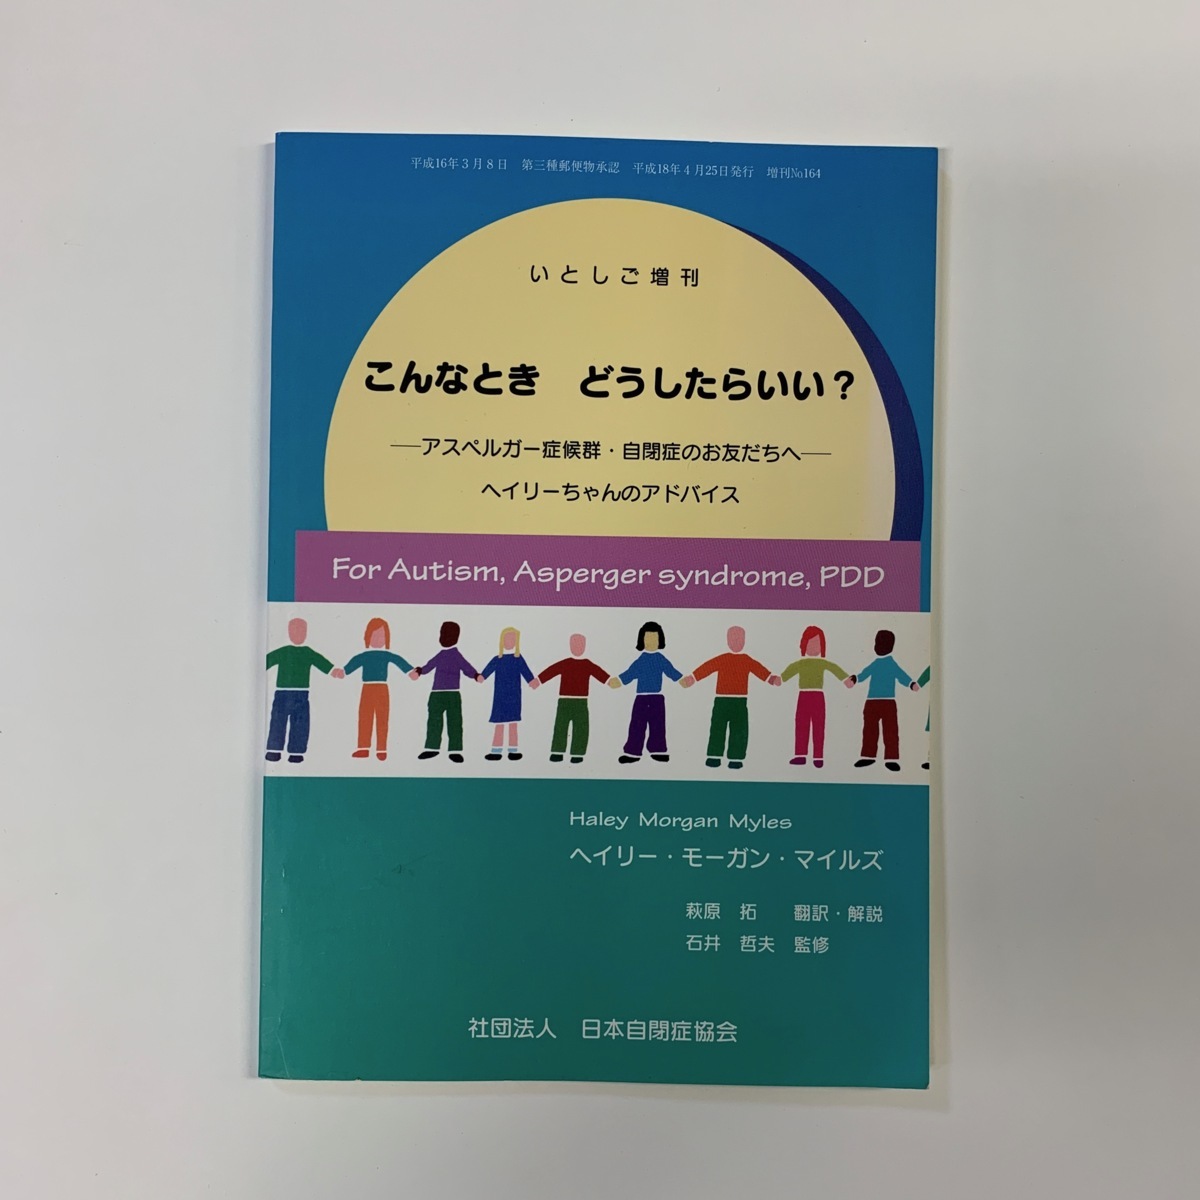 平成16年3月8日　第三種郵便物承認　平成18年4月25日発行　増刊No164
いとしご増刊
こんなとき　どうしたらいい？
―アスペルガー症候群・自閉症のお友だちへ―
ヘイリーちゃんのアドバイス
For Autism, Asperger syndrome, PDD
Haley Morgan Myles
ヘイリー・モーガン・マイルズ
萩原　拓　翻訳・解説
石井　哲夫　監修
社団法人　日本自閉症協会